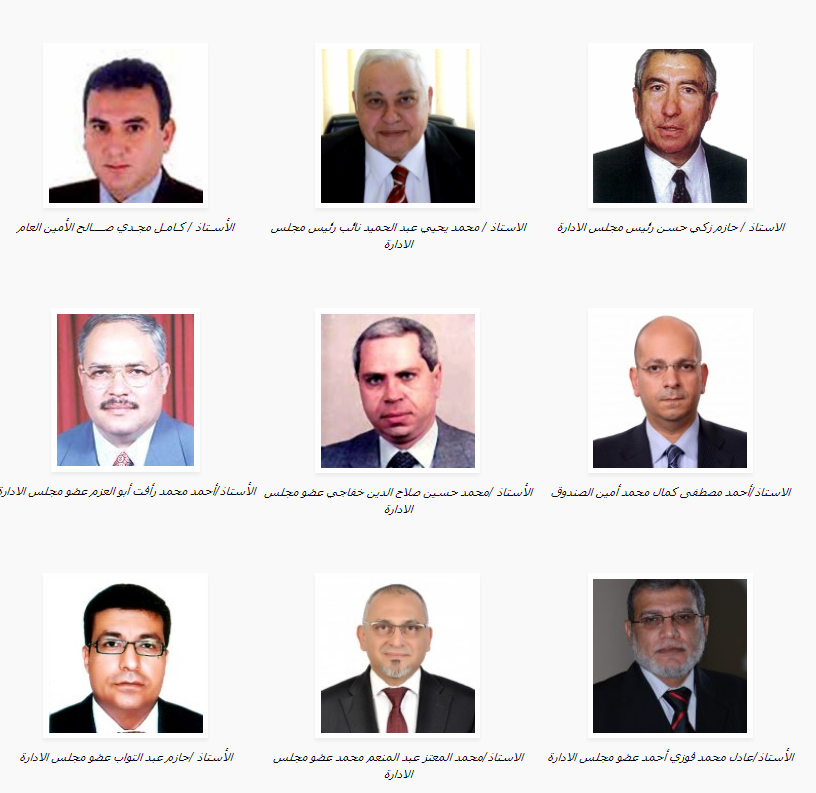 الاستاذ / حازم زكي حسن رئيس مجلس الادارة
الاستاذ / محمد يحيي عبد الحميد نائب رئيس مجلس
الادارة
الأستاذ / كامل مجدي صـــالح الأمين العام
الاستاذ /أحمد مصطفى كمال محمد أمين الصندوق
الأستاذ /محمد حسين صلاح الدين خفاجي عضو مجلس
الادارة
الأستاذ /أحمد محمد رأفت أبو العزم عضو مجلس الادارة
الأستاذ /عادل محمد فوزي أحمد عضو مجلس الادارة
الاستاذ /محمد المعتز عبد المنعم محمد عضو مجلس
الادارة
الأستاذ /حازم عبد التواب عضو مجلس الادارة